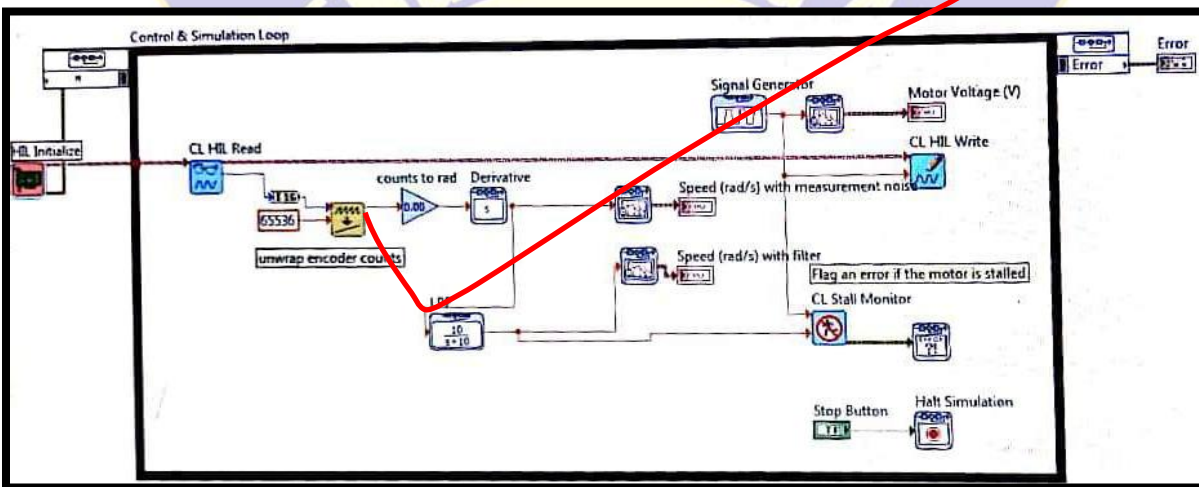 Control & Simulation Loop
Error
Error
Signal Generator
Motor Voltage (V)
HIL Initialize
CL HIL Read
CL HIL Write
counts to rad
Derivative
I16
0.00
s
Speed (rad/s) with measurement noise
65536
unwrap encoder counts
Speed (rad/s) with filter
Flag an error if the motor is stalled
CL Stall Monitor
10
s+10
Stop Button
Halt Simulation